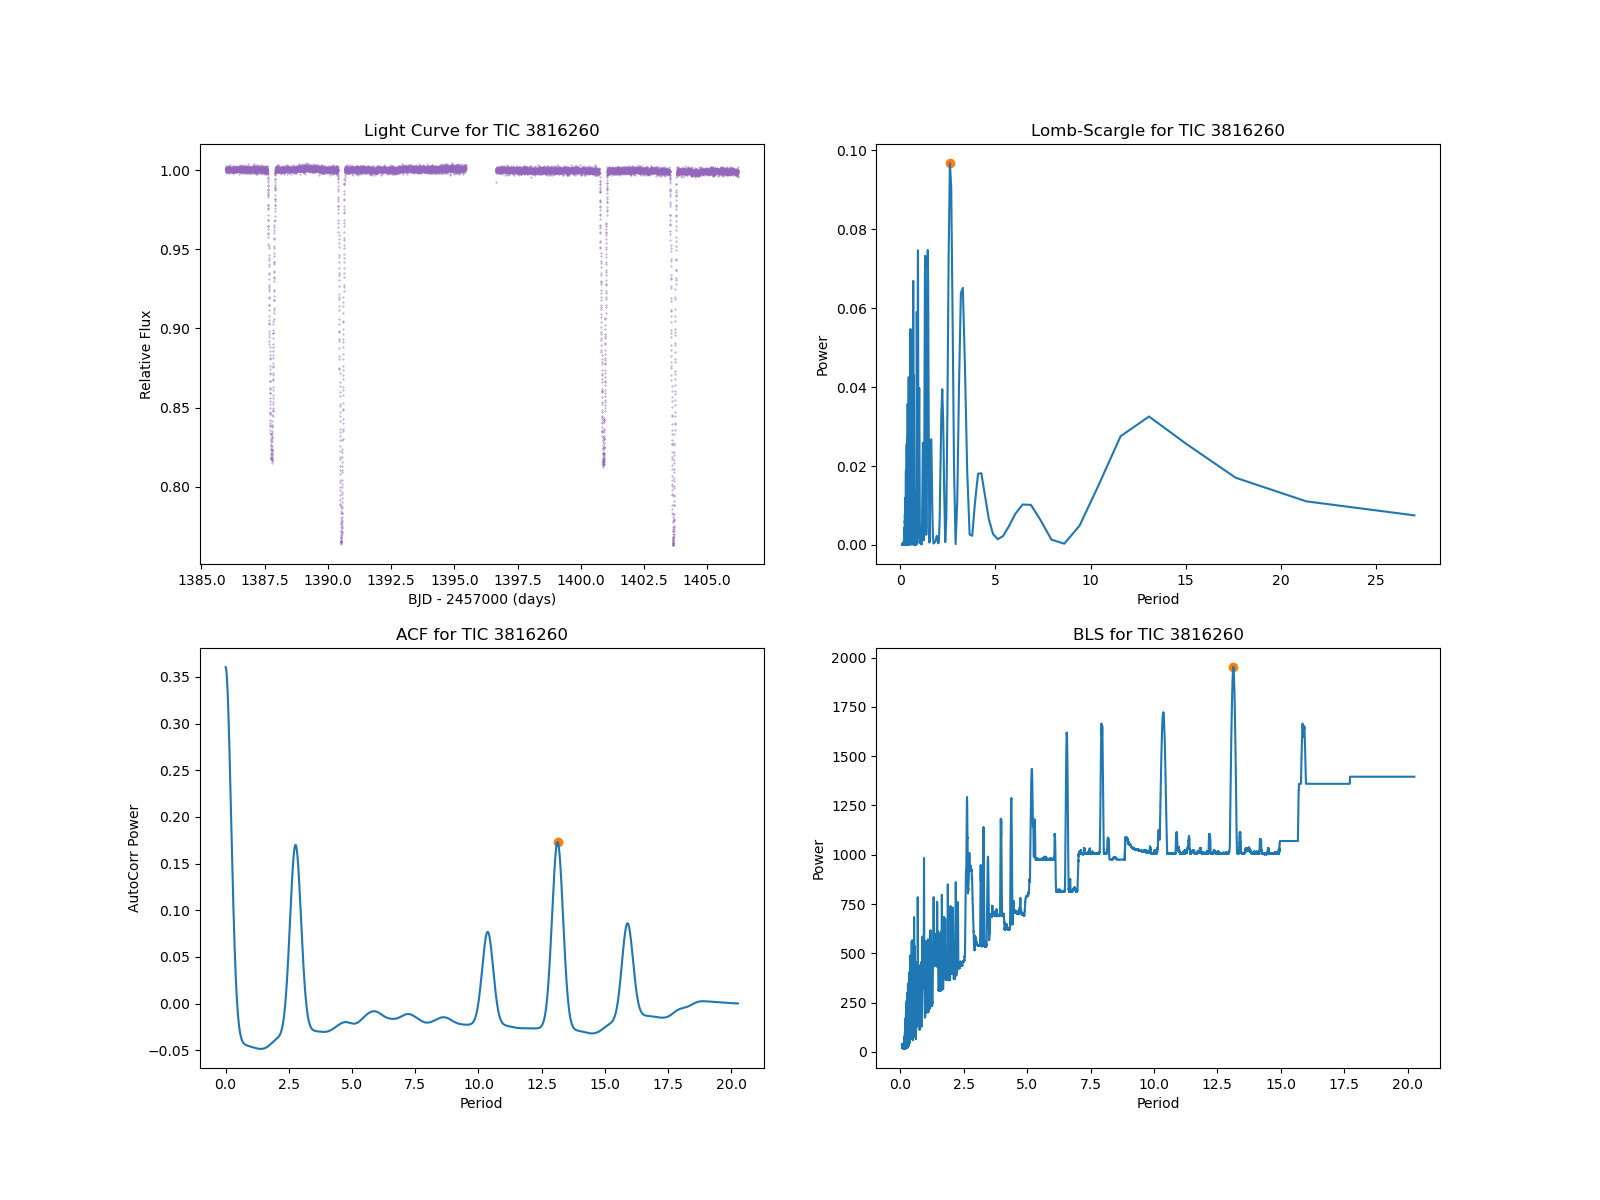 Light Curve for TIC 3816260
1.00
0.95
0.90
0.85
0.80
Relative Flux
1385.0 1387.5 1390.0 1392.5 1395.0 1397.5 1400.0 1402.5 1405.0
BJD - 2457000 (days)
Lomb-Scargle for TIC 3816260
0.10
0.08
0.06
0.04
0.02
0.00
Power
0 5 10 15 20 25
Period
ACF for TIC 3816260
0.35
0.30
0.25
0.20
0.15
0.10
0.05
0.00
−0.05
AutoCorr Power
0.0 2.5 5.0 7.5 10.0 12.5 15.0 17.5 20.0
Period
BLS for TIC 3816260
2000
1750
1500
1250
1000
750
500
250
0
Power
0.0 2.5 5.0 7.5 10.0 12.5 15.0 17.5 20.0
Period